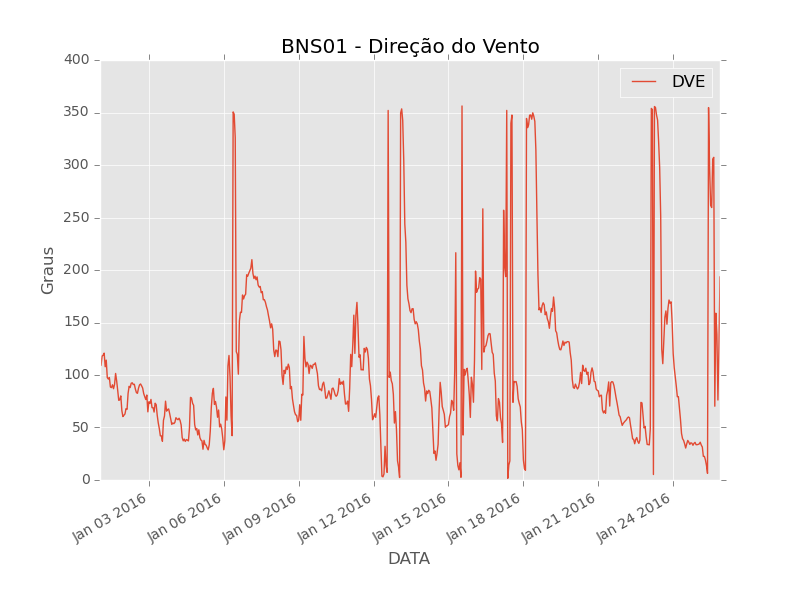 BNS01 - Direção do Vento
DVE
Graus
400
350
300
250
200
150
100
50
0
Jan 03 2016
Jan 06 2016
Jan 09 2016
Jan 12 2016
Jan 15 2016
Jan 18 2016
Jan 21 2016
Jan 24 2016
DATA